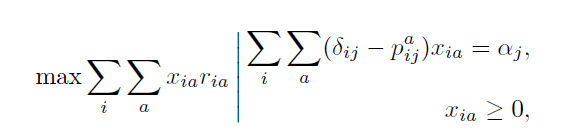 max ∑_i ∑_a x_{ia} r_{ia} | ∑_i ∑_a (δ_{ij} − p^a_{ij}) x_{ia} = α_j,
x_{ia} ≥ 0,